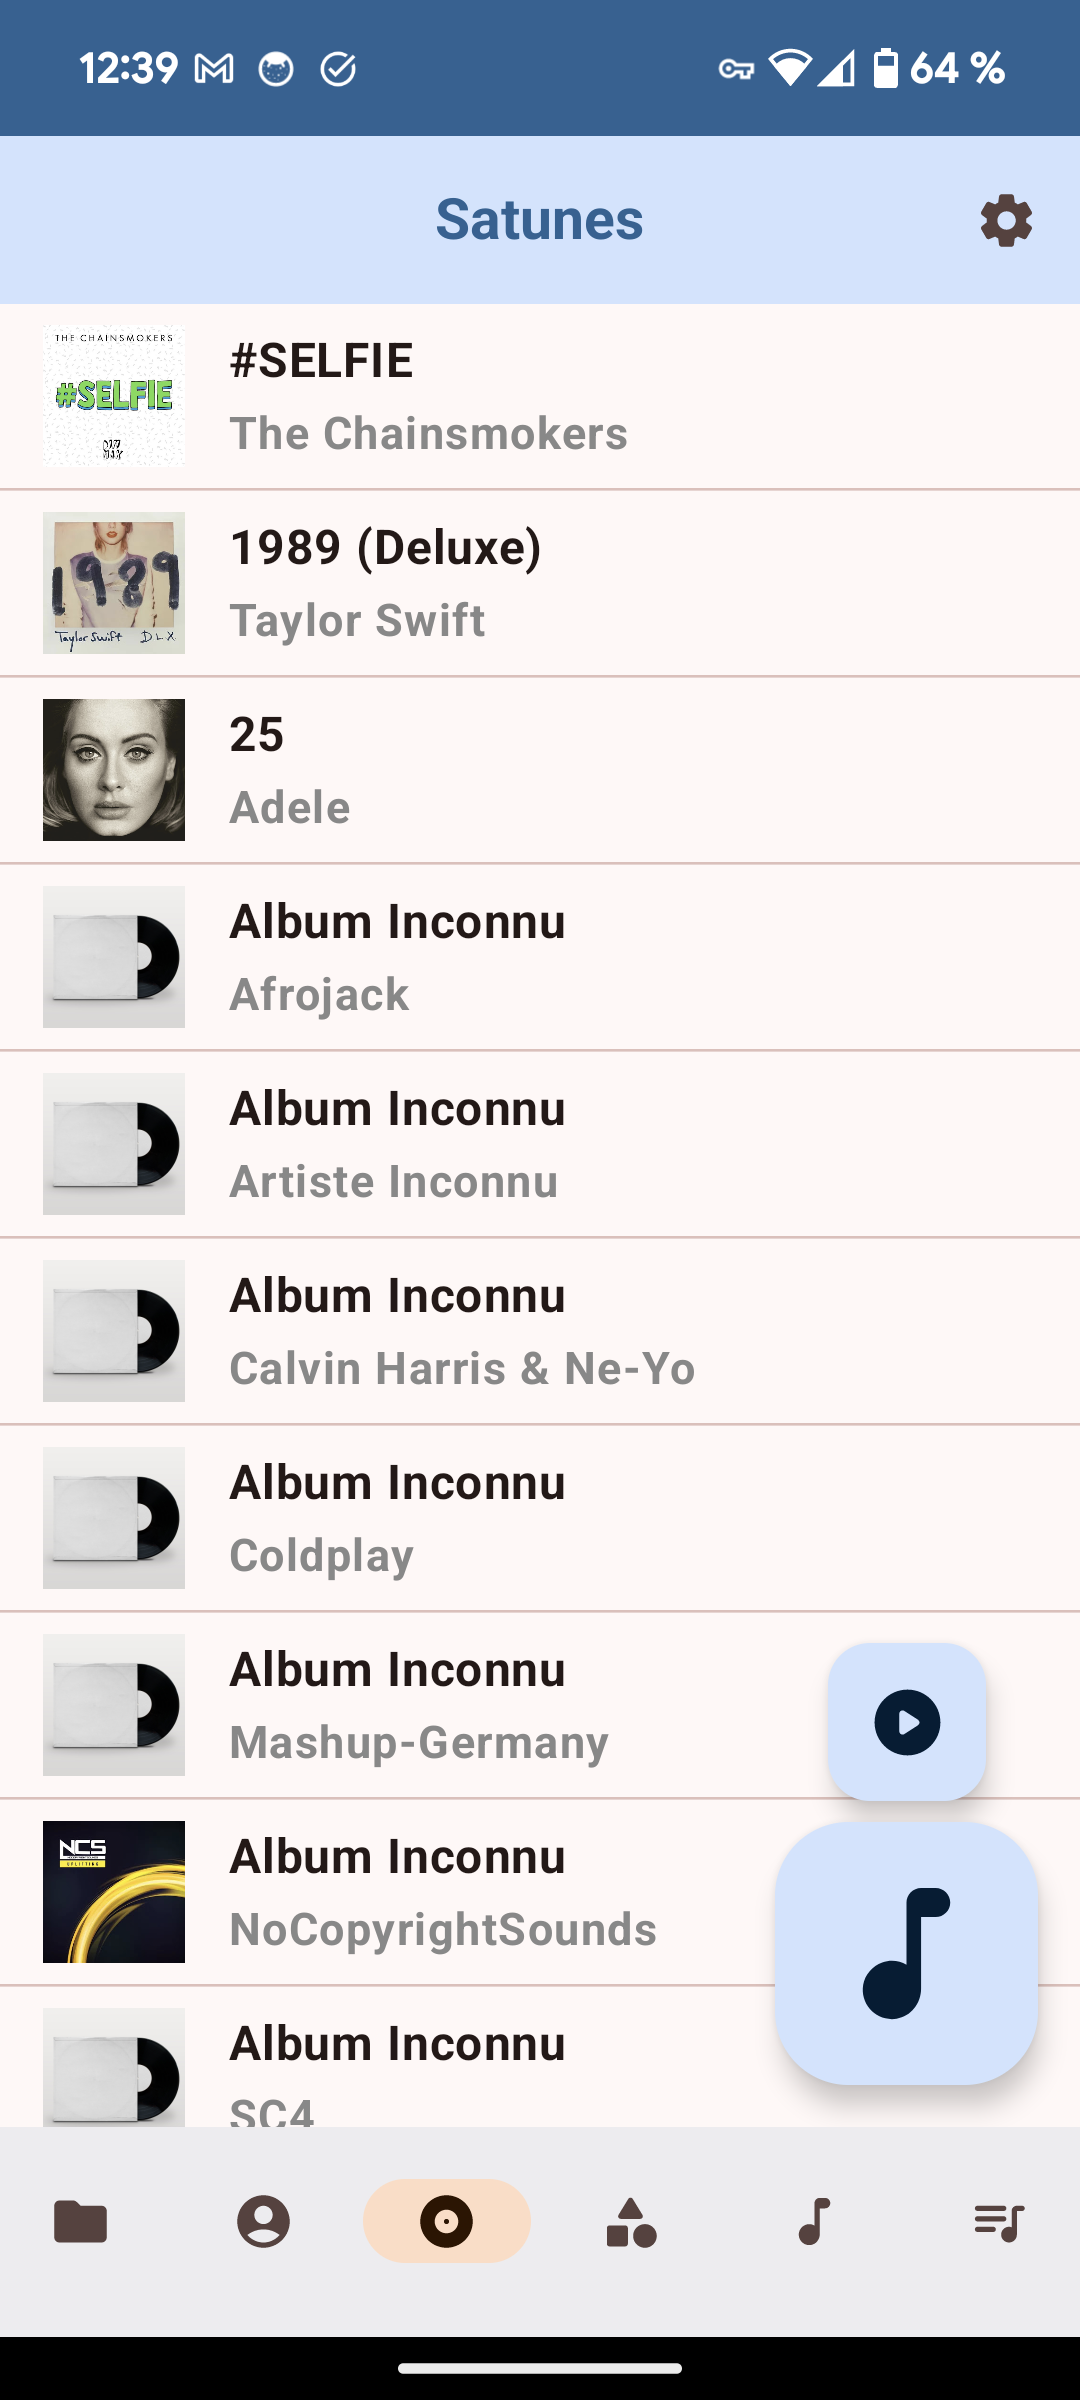 12:39
64 %
Satunes
THE CHAINSMOKERS
#SELFIE
#SELFIE
The Chainsmokers
1989
Taylor Swift DLX
1989 (Deluxe)
Taylor Swift
25
Adele
Album Inconnu
Afrojack
Album Inconnu
Artiste Inconnu
Album Inconnu
Calvin Harris & Ne-Yo
Album Inconnu
Coldplay
Album Inconnu
Mashup-Germany
NCS
UPLIFTING
Album Inconnu
NoCopyrightSounds
Album Inconnu
SC4